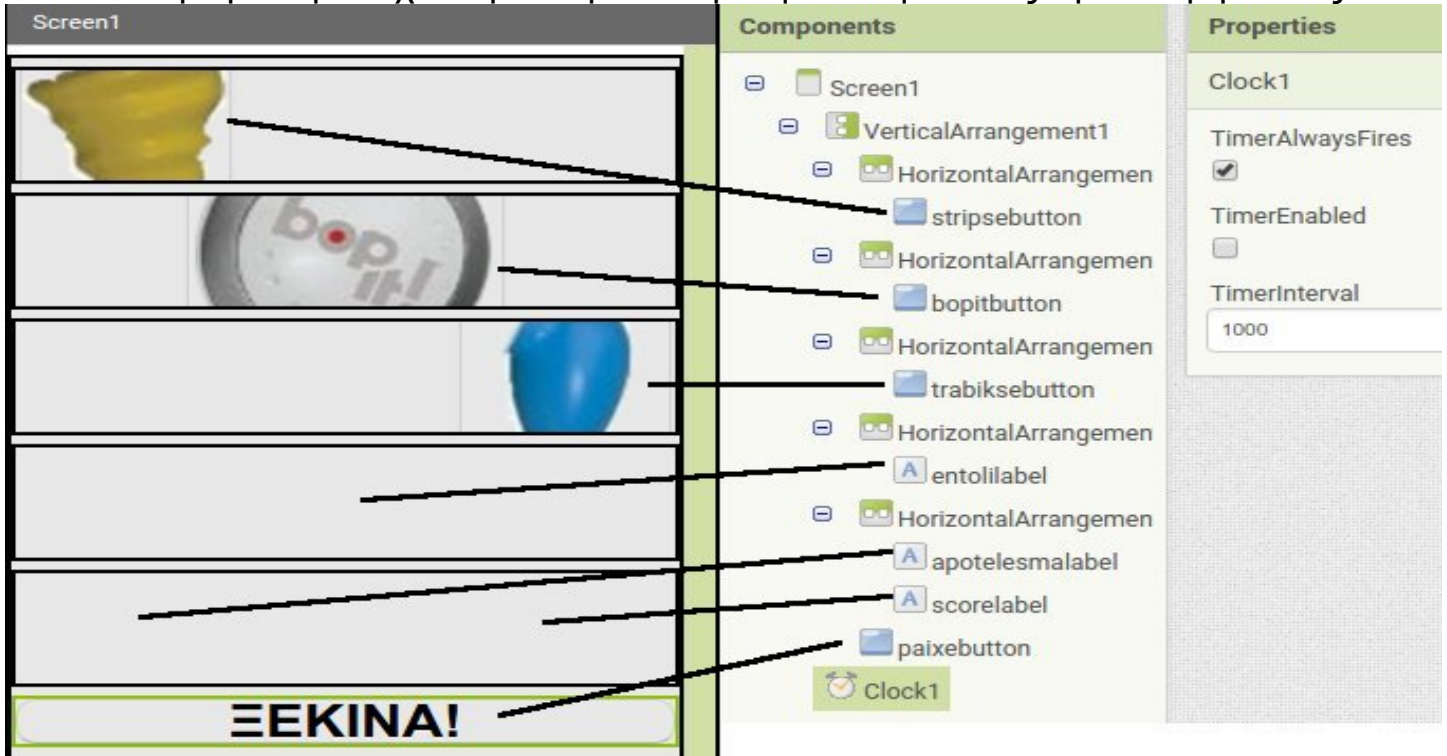 Screen1
bop it!
ΞΕΚΙΝΑ!
Components
Screen1
VerticalArrangement1
HorizontalArrangemen
stripsebutton
HorizontalArrangemen
bopitbutton
HorizontalArrangemen
trabiksebutton
HorizontalArrangemen
entolilabel
HorizontalArrangemen
apotelesmalabel
scorelabel
paixebutton
Clock1
Properties
Clock1
TimerAlwaysFires
TimerEnabled
TimerInterval
1000